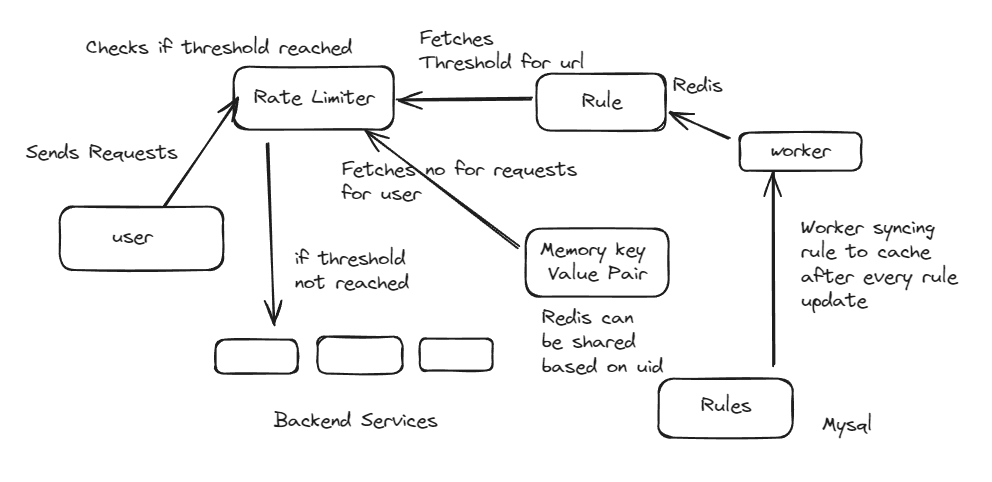 Checks if threshold reached
Fetches
Threshold for url
Rate Limiter
Rule
Redis
worker
Sends Requests
Fetches no for requests
for user
user
Memory key
Value Pair
if threshold
not reached
Worker syncing
rule to cache
after every rule
update
Redis can
be shared
based on uid
Backend Services
Rules
Mysql